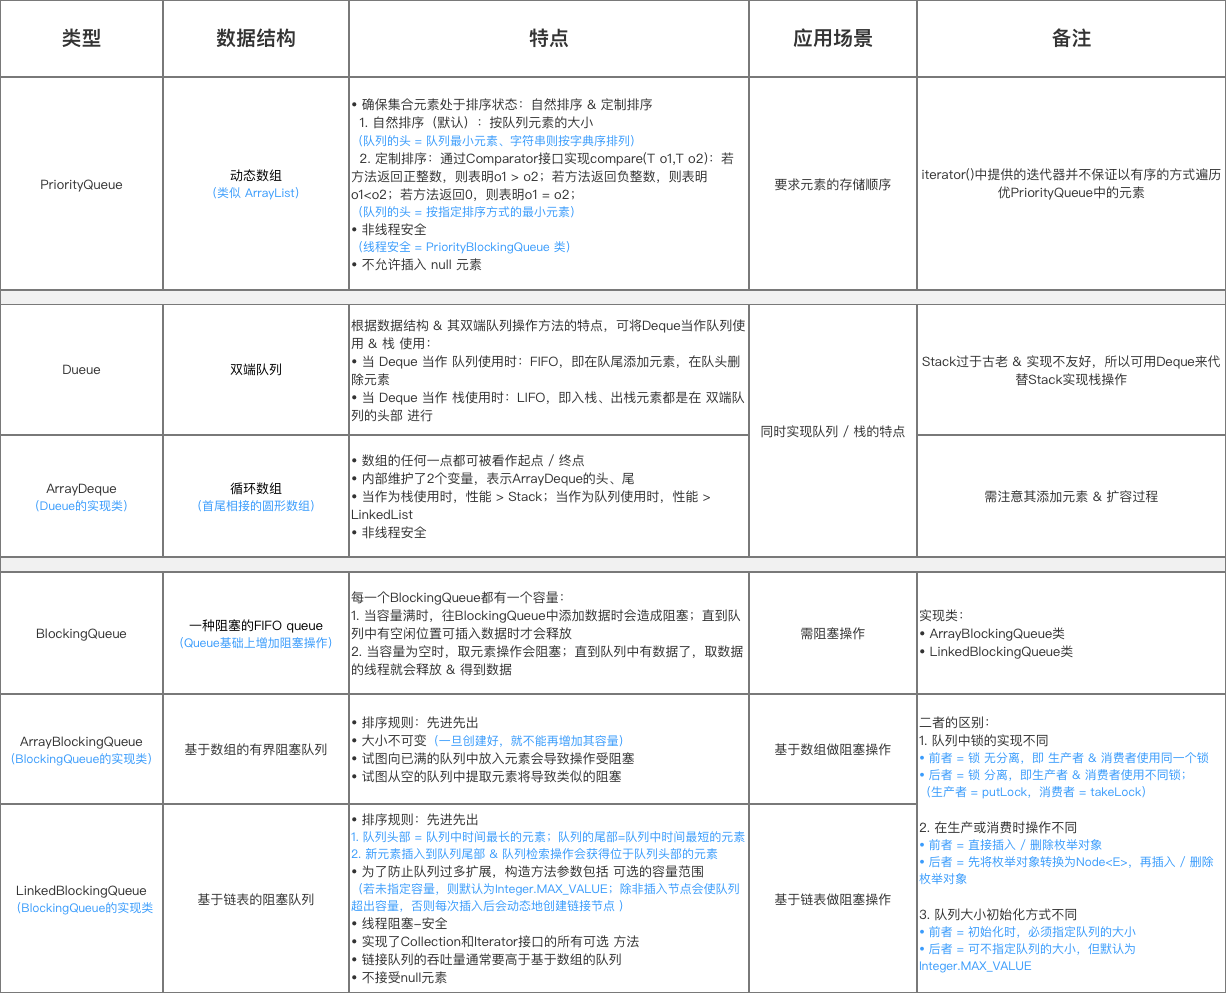 类型
数据结构
特点
应用场景
备注
PriorityQueue
动态数组
（类似 ArrayList）
• 确保集合元素处于排序状态：自然排序 & 定制排序
1. 自然排序（默认）：按队列元素的大小
（队列的头 = 队列最小元素、字符串则按字典序排列）
2. 定制排序：通过Comparator接口实现compare(T o1,T o2)：若
方法返回正整数，则表明o1 > o2；若方法返回负整数，则表明
o1<o2；若方法返回0，则表明o1 = o2；
（队列的头 = 按指定排序方式的最小元素）
• 非线程安全
（线程安全 = PriorityBlockingQueue 类）
• 不允许插入 null 元素
要求元素的存储顺序
iterator()中提供的迭代器并不保证以有序的方式遍历
优PriorityQueue中的元素
Dueue
双端队列
根据数据结构 & 其双端队列操作方法的特点，可将Deque当作队列使
用 & 栈 使用：
• 当 Deque 当作 队列使用时：FIFO，即在队尾添加元素，在队头删
除元素
• 当 Deque 当作 栈使用时：LIFO，即入栈、出栈元素都是在 双端队
列的头部 进行
同时实现队列 / 栈的特点
Stack过于古老 & 实现不友好，所以可用Deque来代
替Stack实现栈操作
ArrayDeque
（Dueue的实现类）
循环数组
（首尾相接的圆形数组）
• 数组的任何一点都可被看作起点 / 终点
• 内部维护了2个变量，表示ArrayDeque的头、尾
• 当作为栈使用时，性能 > Stack；当作为队列使用时，性能 >
LinkedList
• 非线程安全
需注意其添加元素 & 扩容过程
BlockingQueue
一种阻塞的FIFO queue
（Queue基础上增加阻塞操作）
每一个BlockingQueue都有一个容量：
1. 当容量满时，往BlockingQueue中添加数据时会造成阻塞；直到队
列中有空闲位置可插入数据时才会释放
2. 当容量为空时，取元素操作会阻塞；直到队列中有数据了，取数据
的线程就会释放 & 得到数据
需阻塞操作
实现类：
• ArrayBlockingQueue类
• LinkedBlockingQueue类
ArrayBlockingQueue
（BlockingQueue的实现类）
基于数组的有界阻塞队列
• 排序规则：先进先出
• 大小不可变（一旦创建好，就不能再增加其容量）
• 试图向已满的队列中放入元素会导致操作受阻塞
• 试图从空的队列中提取元素将导致类似的阻塞
基于数组做阻塞操作
二者的区别：
1. 队列中锁的实现不同
• 前者 = 锁 无分离，即 生产者 & 消费者使用同一个锁
• 后者 = 锁 分离，即生产者 & 消费者使用不同锁；
（生产者 = putLock，消费者 = takeLock）
2. 在生产或消费时操作不同
• 前者 = 直接插入 / 删除枚举对象
• 后者 = 先将枚举对象转换为Node<E>，再插入 / 删除
枚举对象
3. 队列大小初始化方式不同
• 前者 = 初始化时，必须指定队列的大小
• 后者 = 可不指定队列的大小，但默认为
Integer.MAX_VALUE
LinkedBlockingQueue
（BlockingQueue的实现类
基于链表的阻塞队列
• 排序规则：先进先出
1. 队列头部 = 队列中时间最长的元素；队列的尾部=队列中时间最短的元素
2. 新元素插入到队列尾部 & 队列检索操作会获得位于队列头部的元素
• 为了防止队列过多扩展，构造方法参数包括 可选的容量范围
（若未指定容量，则默认为Integer.MAX_VALUE；除非插入节点会使队列
超出容量，否则每次插入后会动态地创建链接节点 ）
• 线程阻塞-安全
• 实现了Collection和Iterator接口的所有可选 方法
• 链接队列的吞吐量通常要高于基于数组的队列
• 不接受null元素
基于链表做阻塞操作